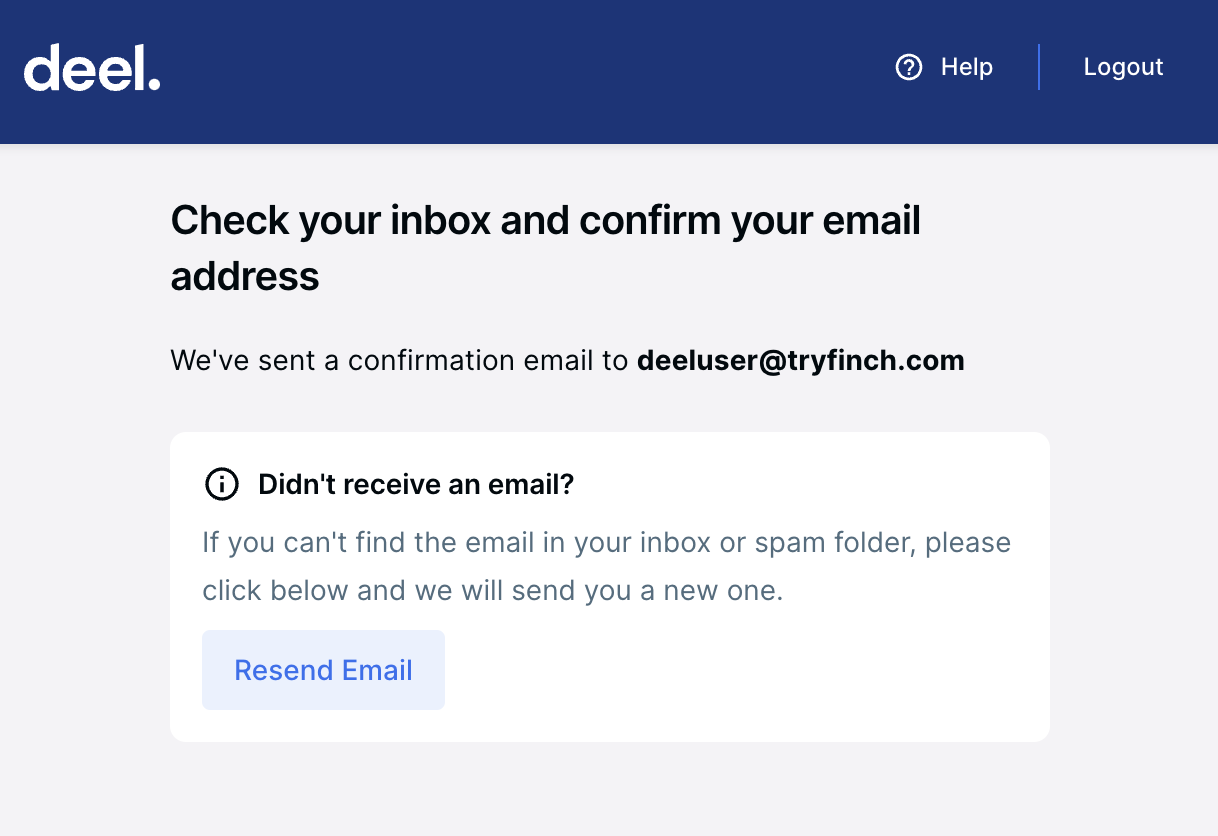 deel.
Help
Logout
Check your inbox and confirm your email
address
We've sent a confirmation email to deeluser@tryfinch.com
Didn't receive an email?
If you can't find the email in your inbox or spam folder, please
click below and we will send you a new one.
Resend Email